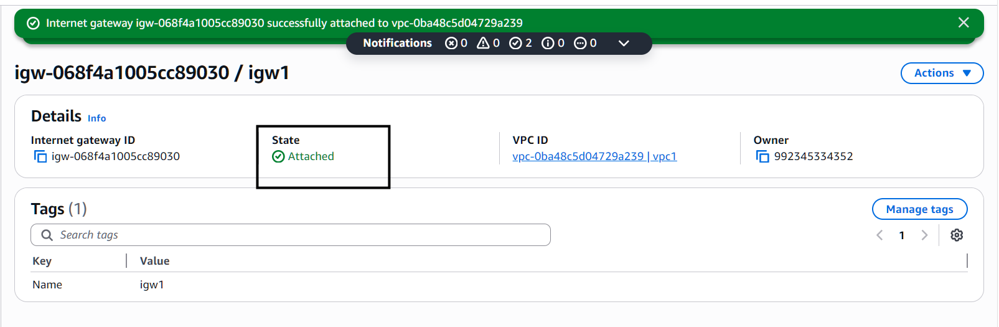 Internet gateway igw-068f4a1005cc89030 successfully attached to vpc-0ba48c5d04729a239
Notifications 0 0 2 0 0
igw-068f4a1005cc89030 / igw1
Actions
Details Info
Internet gateway ID
igw-068f4a1005cc89030
State
Attached
VPC ID
vpc-0ba48c5d04729a239 | vpc1
Owner
992345334352
Tags (1)
Manage tags
Search tags
1
Key Value
Name igw1